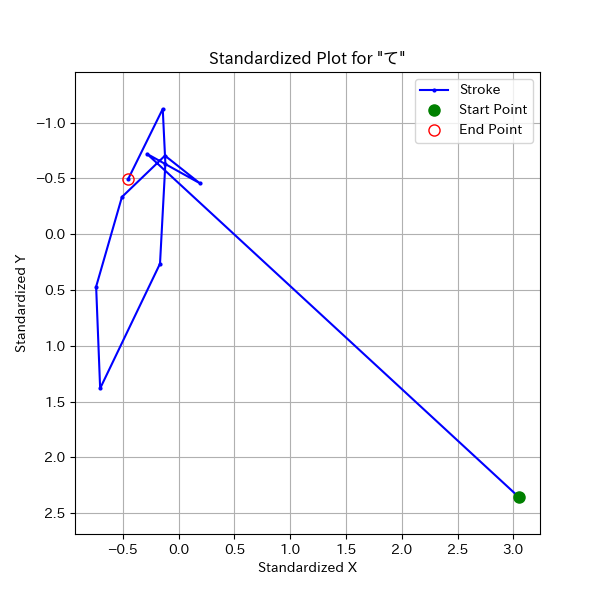 Standardized Plot for "て"
Stroke
Start Point
End Point
Standardized Y
−1.0
−0.5
0.0
0.5
1.0
1.5
2.0
2.5
−0.5
0.0
0.5
1.0
1.5
2.0
2.5
3.0
Standardized X